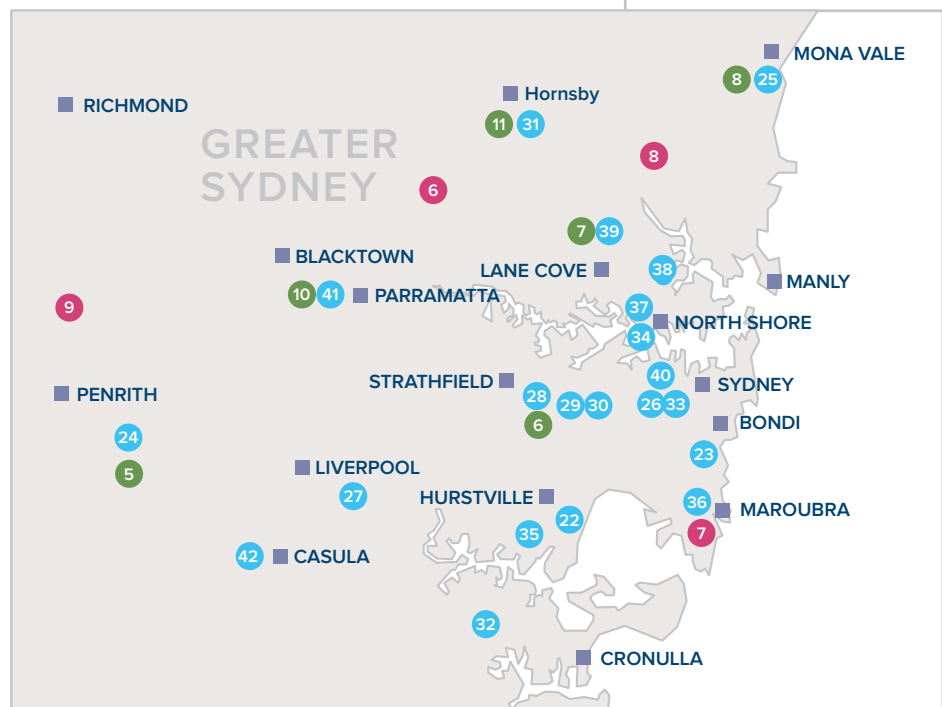 MONA VALE
8 25
RICHMOND
Hornsby
11 31
GREATER
SYDNEY
8
6
7 39
BLACKTOWN
LANE COVE
38
MANLY
10 41
PARRAMATTA
9
37
NORTH SHORE
34
STRATHFIELD
40
SYDNEY
PENRITH
28
29 30
26 33
6
BONDI
24
5
23
LIVERPOOL
27
HURSTVILLE
22
35
36
MAROUBRA
7
42
CASULA
32
CRONULLA